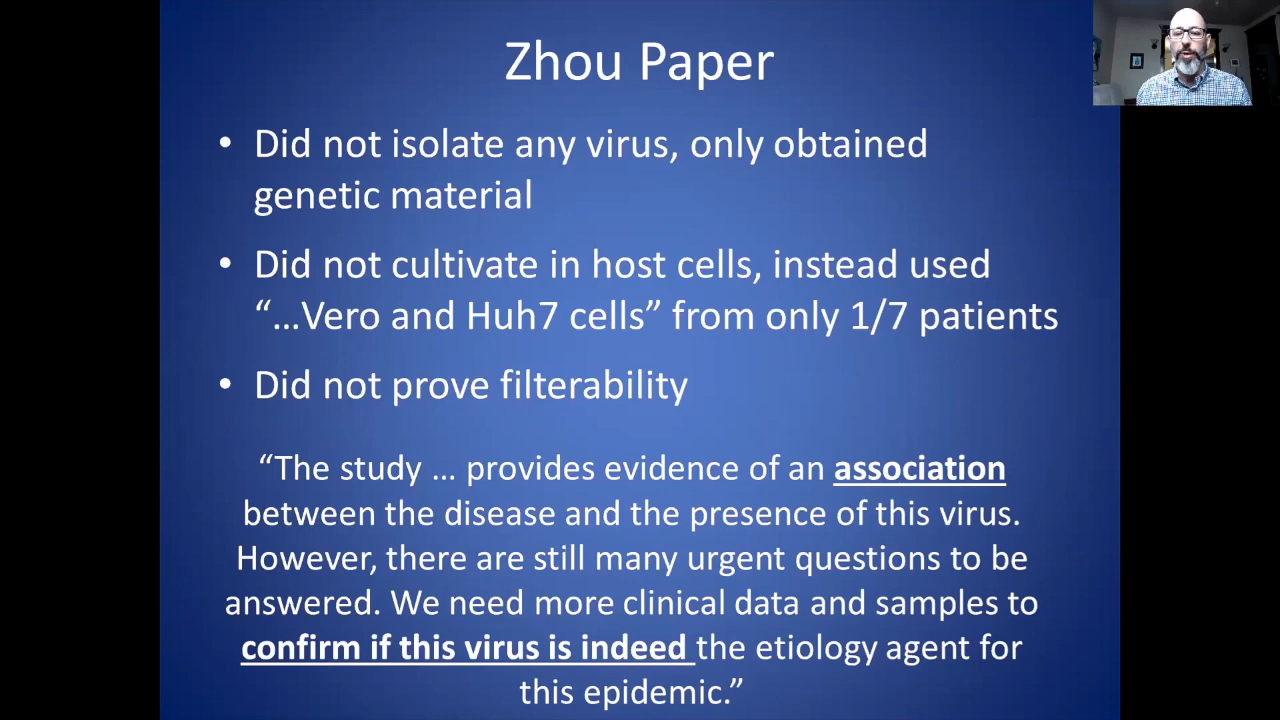 Zhou Paper
• Did not isolate any virus, only obtained
genetic material
• Did not cultivate in host cells, instead used
“...Vero and Huh7 cells” from only 1/7 patients
• Did not prove filterability
“The study ... provides evidence of an association
between the disease and the presence of this virus.
However, there are still many urgent questions to be
answered. We need more clinical data and samples to
confirm if this virus is indeed the etiology agent for
this epidemic.”